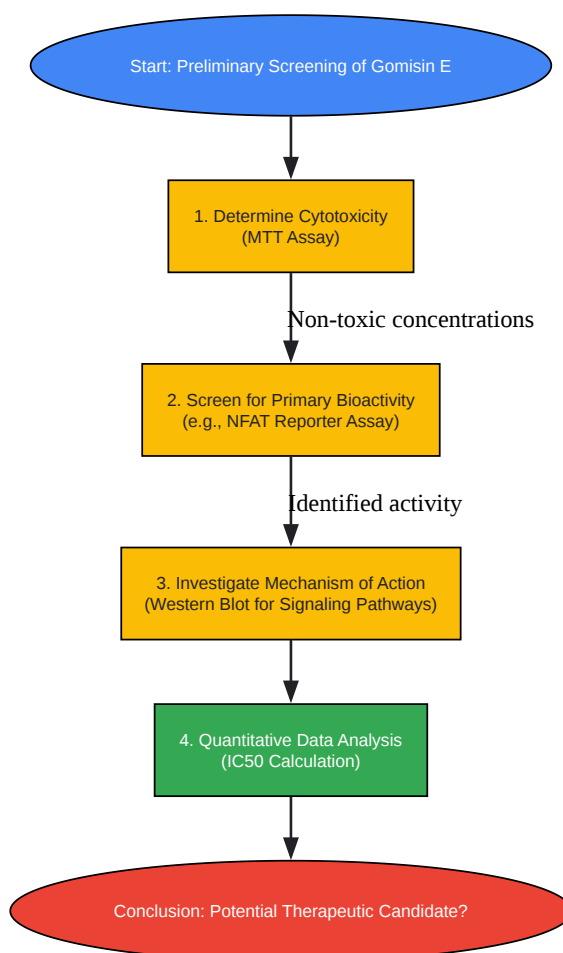 Start: Preliminary Screening of Gomisin E
1. Determine Cytotoxicity
(MTT Assay)
Non-toxic concentrations
2. Screen for Primary Bioactivity
(e.g., NFAT Reporter Assay)
Identified activity
3. Investigate Mechanism of Action
(Western Blot for Signaling Pathways)
4. Quantitative Data Analysis
(IC50 Calculation)
Conclusion: Potential Therapeutic Candidate?